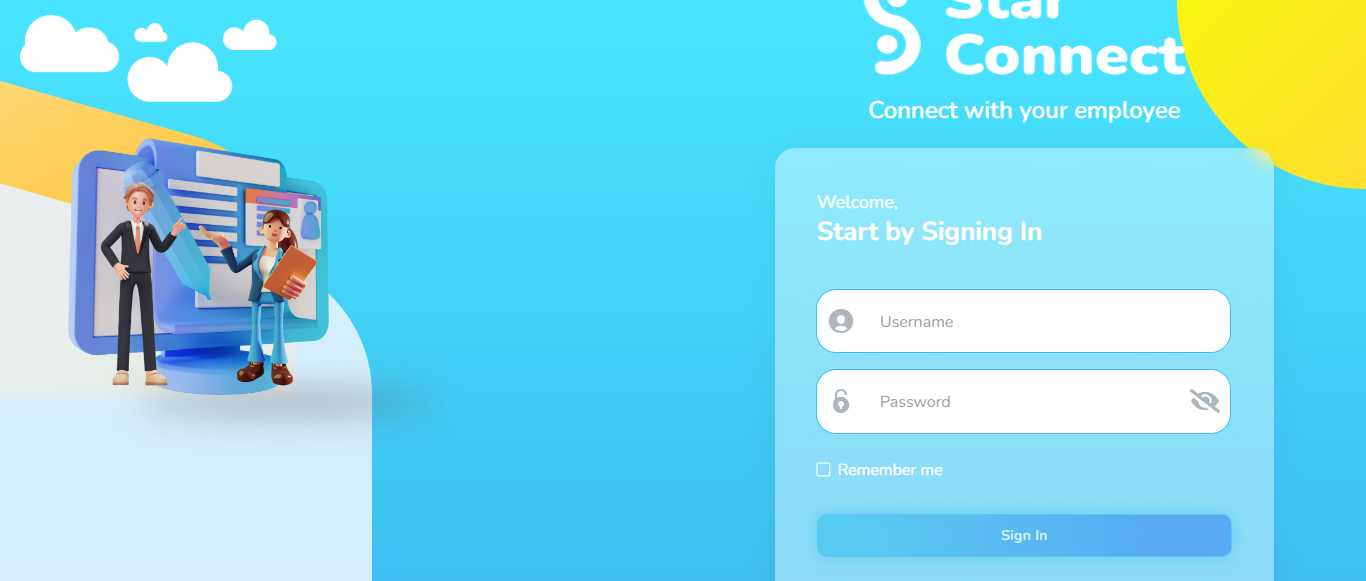 Star
Connect
Connect with your employee
Welcome,
Start by Signing In
Username
Password
Remember me
Sign In